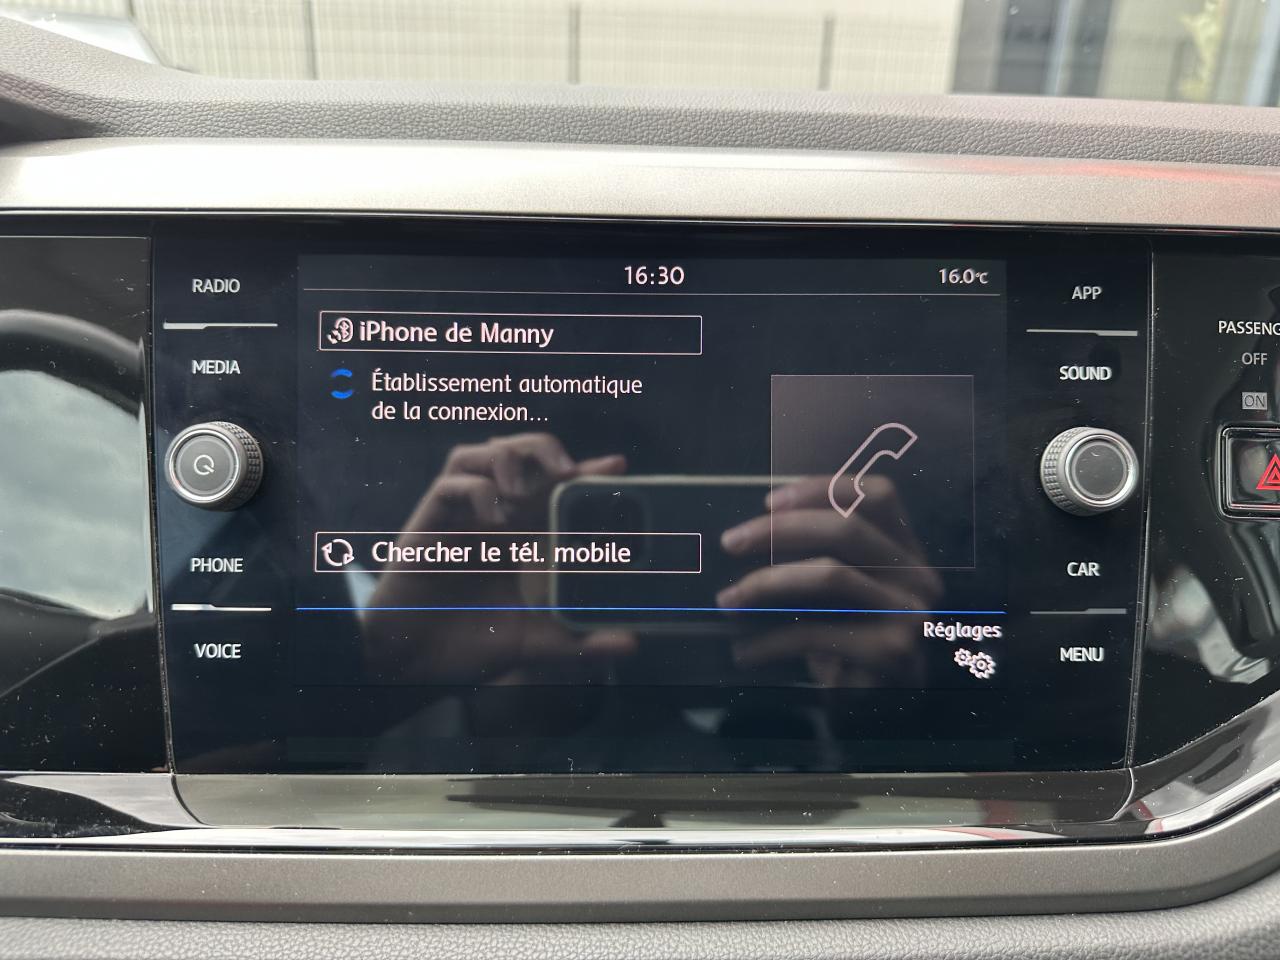 RADIO
MEDIA
PHONE
VOICE
16:30
16.0°C
iPhone de Manny
Établissement automatique
de la connexion...
Chercher le tél. mobile
Réglages
APP
SOUND
CAR
MENU
OFF
ON